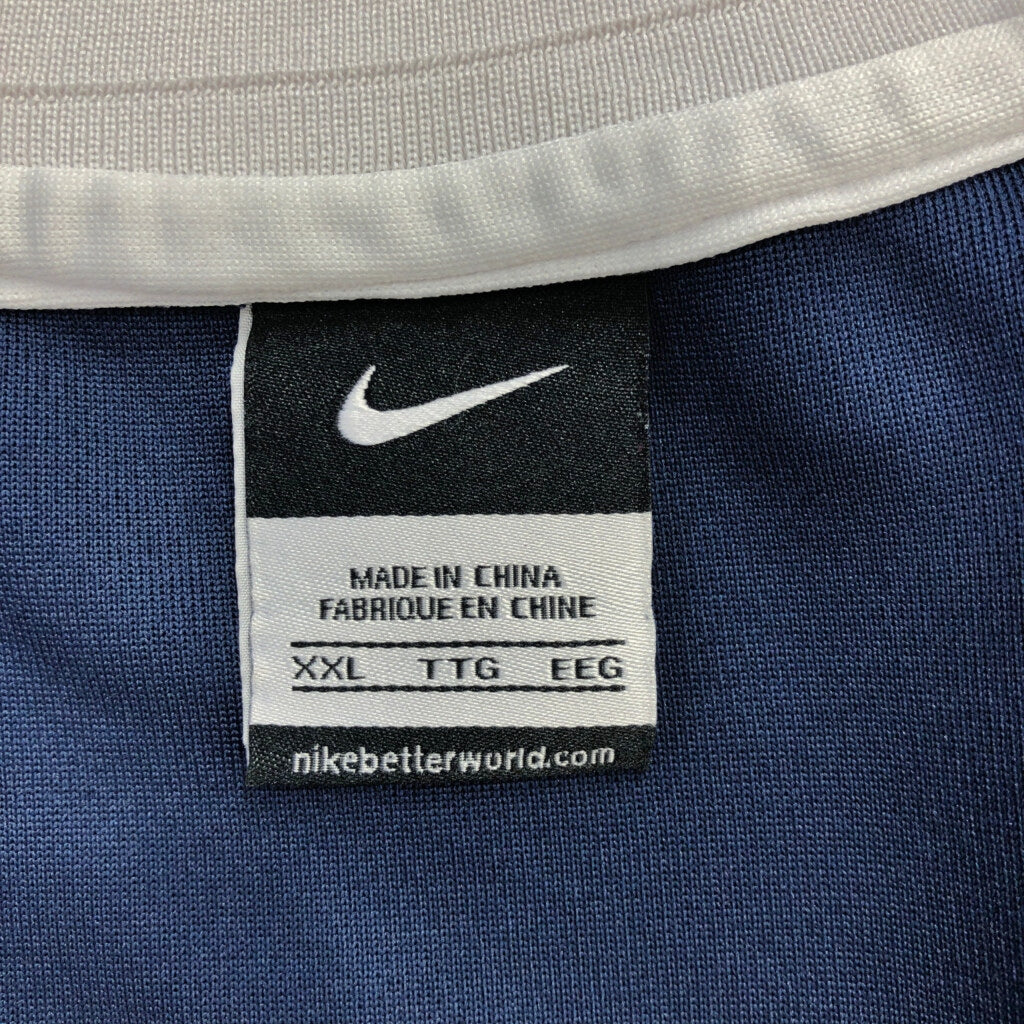 MADE IN CHINA
FABRIQUE EN CHINE
XXL TTG EEG
nikebetterworld.com